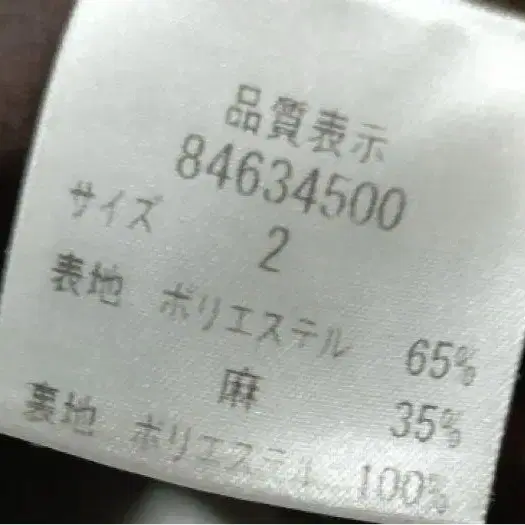 品質表示
84634500
サイズ 2
表地 ポリエステル 65%
麻 35%
裏地 ポリエステル 100%